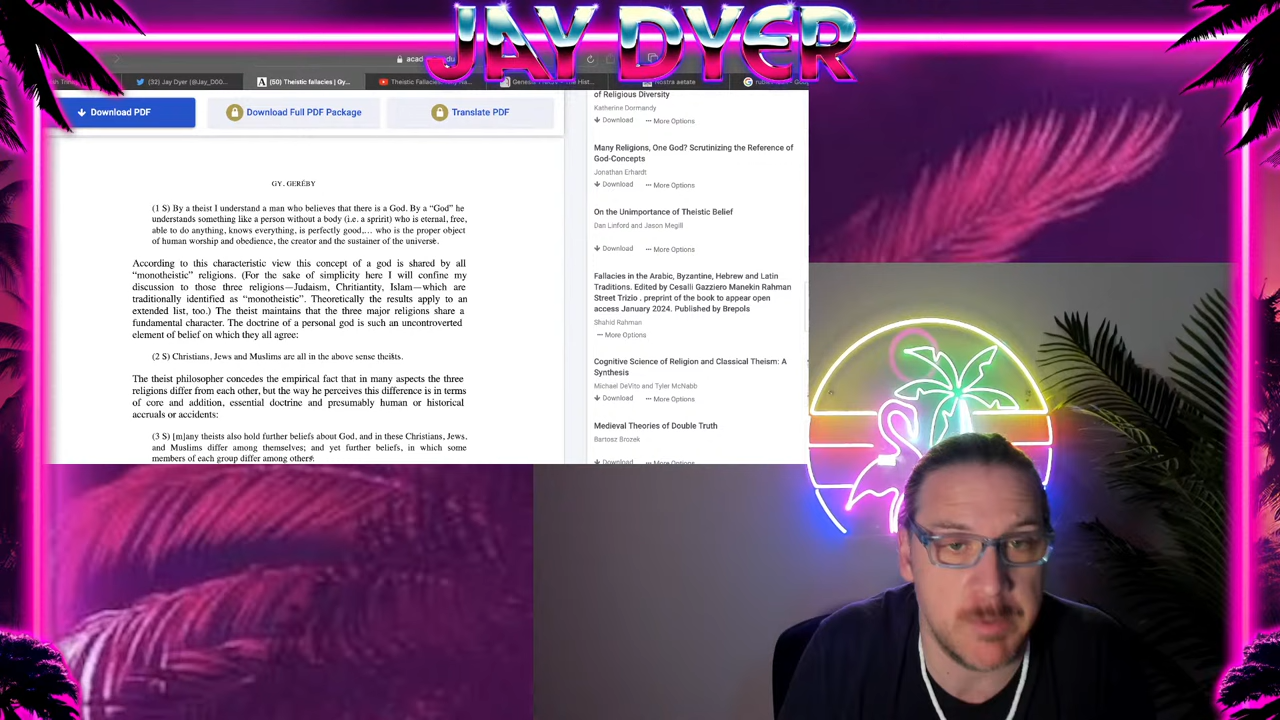 JAY DYER
(32) Jay Dyer (@Jay_D00...
(50) Theistic fallacies | Gy...
Download PDF
Download Full PDF Package
Translate PDF
GY. GERÉBY
(1 S) By a theist I understand a man who believes that there is a God. By a “God” he
understands something like a person without a body (i.e. a spririt) who is eternal, free,
able to do anything, knows everything, is perfectly good,... who is the proper object
of human worship and obedience, the creator and the sustainer of the universe.
According to this characteristic view this concept of a god is shared by all
“monotheistic” religions. (For the sake of simplicity here I will confine my
discussion to those three religions—Judaism, Chritianity, Islam—which are
traditionally identified as “monotheistic”. Theoretically the results apply to an
extended list, too.) The theist maintains that the three major religions share a
fundamental character. The doctrine of a personal god is such an uncontroverted
element of belief on which they all agree:
(2 S) Christians, Jews and Muslims are all in the above sense theists.
The theist philosopher concedes the empirical fact that in many aspects the three
religions differ from each other, but the way he perceives this difference is in terms
of core and addition, essential doctrine and presumably human or historical
accruals or accidents:
(3 S) [m]any theists also hold further beliefs about God, and in these Christians, Jews,
and Muslims differ among themselves; and yet further beliefs, in which some
members of each group differ among others.
of Religious Diversity
Katherine Dormandy
Download
More Options
Many Religions, One God? Scrutinizing the Reference of
God-Concepts
Jonathan Erhardt
Download
More Options
On the Unimportance of Theistic Belief
Dan Linford and Jason Megill
Download
More Options
Fallacies in the Arabic, Byzantine, Hebrew and Latin
Traditions. Edited by Cesalli Gazziero Manekin Rahman
Street Trizio . preprint of the book to appear open
access January 2024. Published by Brepols
Shahid Rahman
More Options
Cognitive Science of Religion and Classical Theism: A
Synthesis
Michael DeVito and Tyler McNabb
Download
More Options
Medieval Theories of Double Truth
Bartosz Brozek
Download
More Options